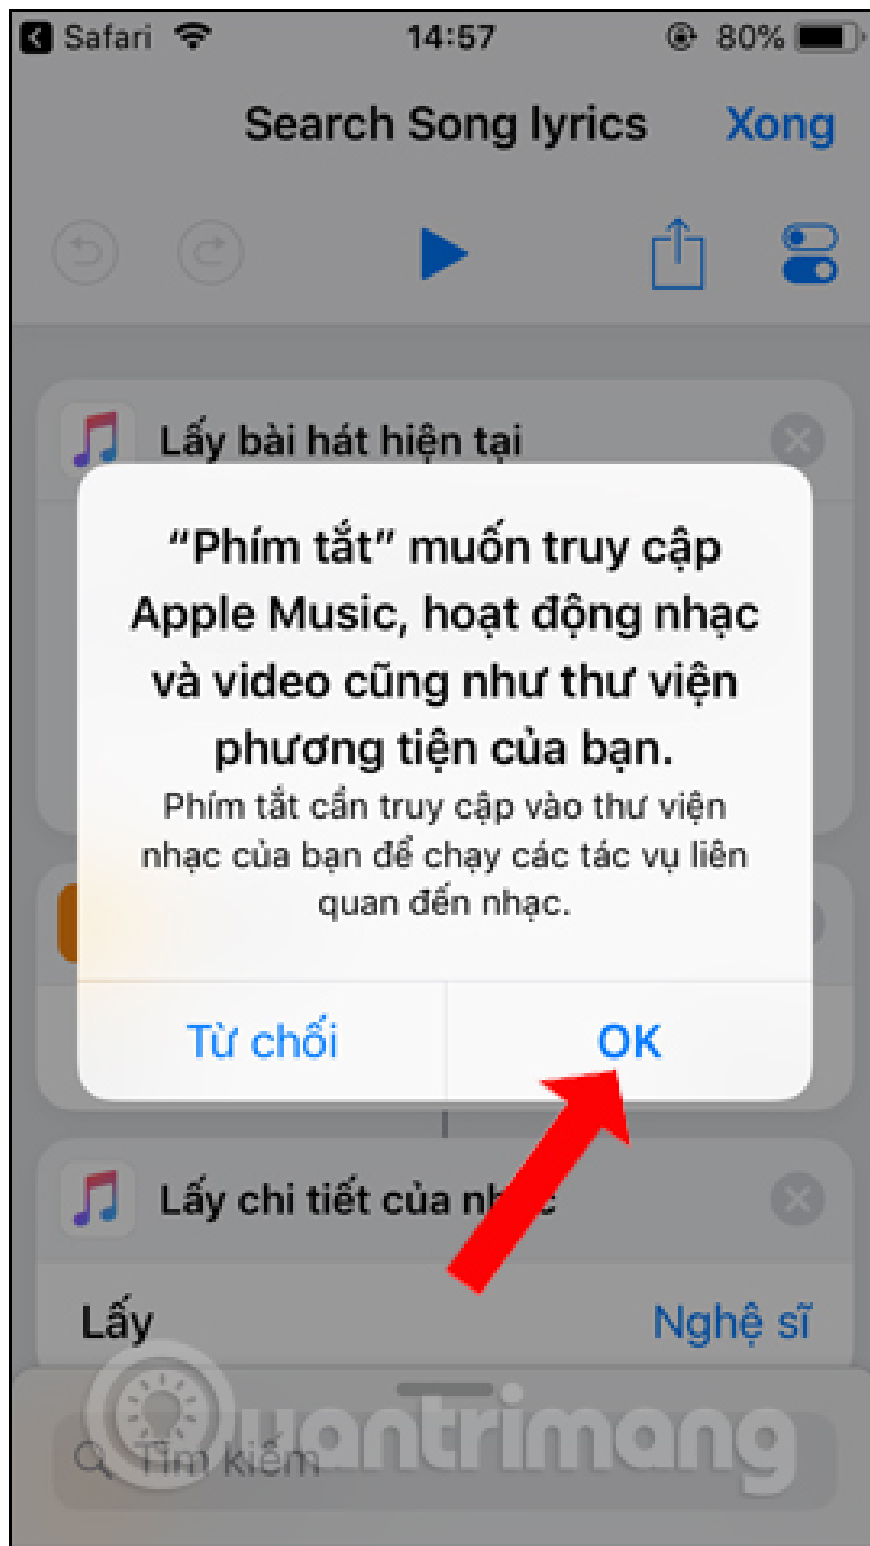 Safari 14:57 80%
Search Song lyrics Xong
Lấy bài hát hiện tại
“Phím tắt” muốn truy cập
Apple Music, hoạt động nhạc
và video cũng như thư viện
phương tiện của bạn.
Phím tắt cần truy cập vào thư viện
nhạc của bạn để chạy các tác vụ liên
quan đến nhạc.
Từ chối OK
Lấy chi tiết của nhạc
Lấy Nghệ sĩ
Tìm kiếm
Quantrimang